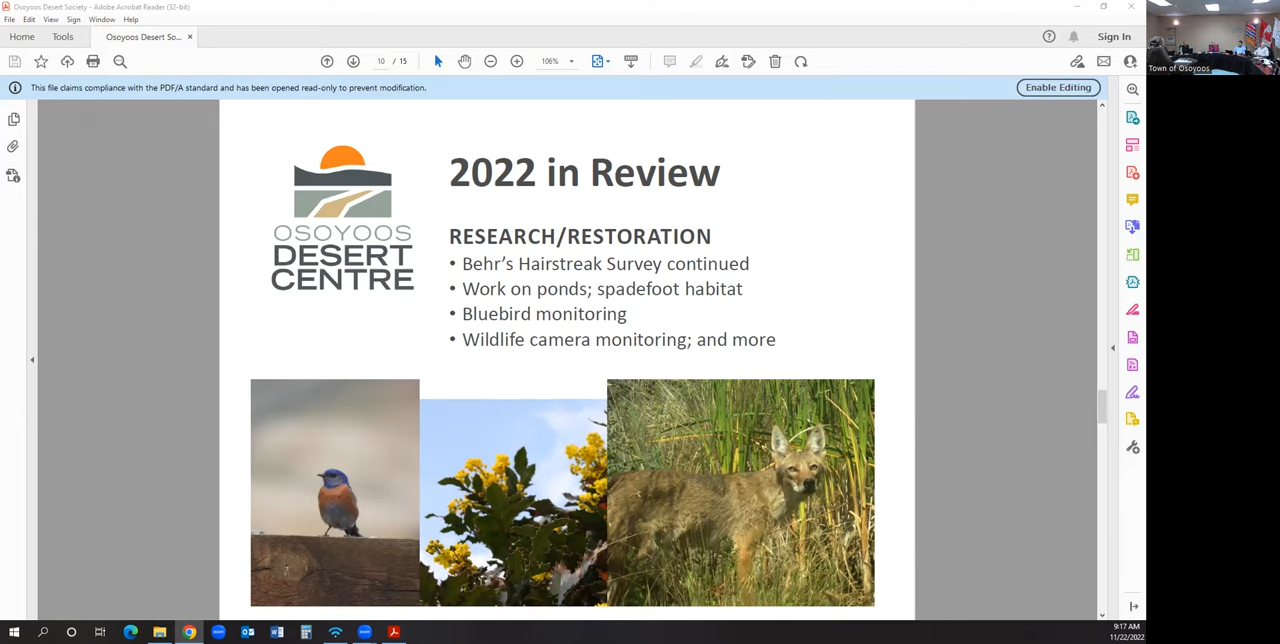 Osoyoos Desert Society - Adobe Acrobat Reader (32-bit)
File Edit View Sign Window Help
Home Tools Osoyoos Desert So... × Sign In
10 / 15 106%
This file claims compliance with the PDF/A standard and has been opened read-only to prevent modification. Enable Editing
Town of Osoyoos
OSOYOOS
DESERT
CENTRE
2022 in Review
RESEARCH/RESTORATION
• Behr's Hairstreak Survey continued
• Work on ponds; spadefoot habitat
• Bluebird monitoring
• Wildlife camera monitoring; and more
9:17 AM
11/22/2022